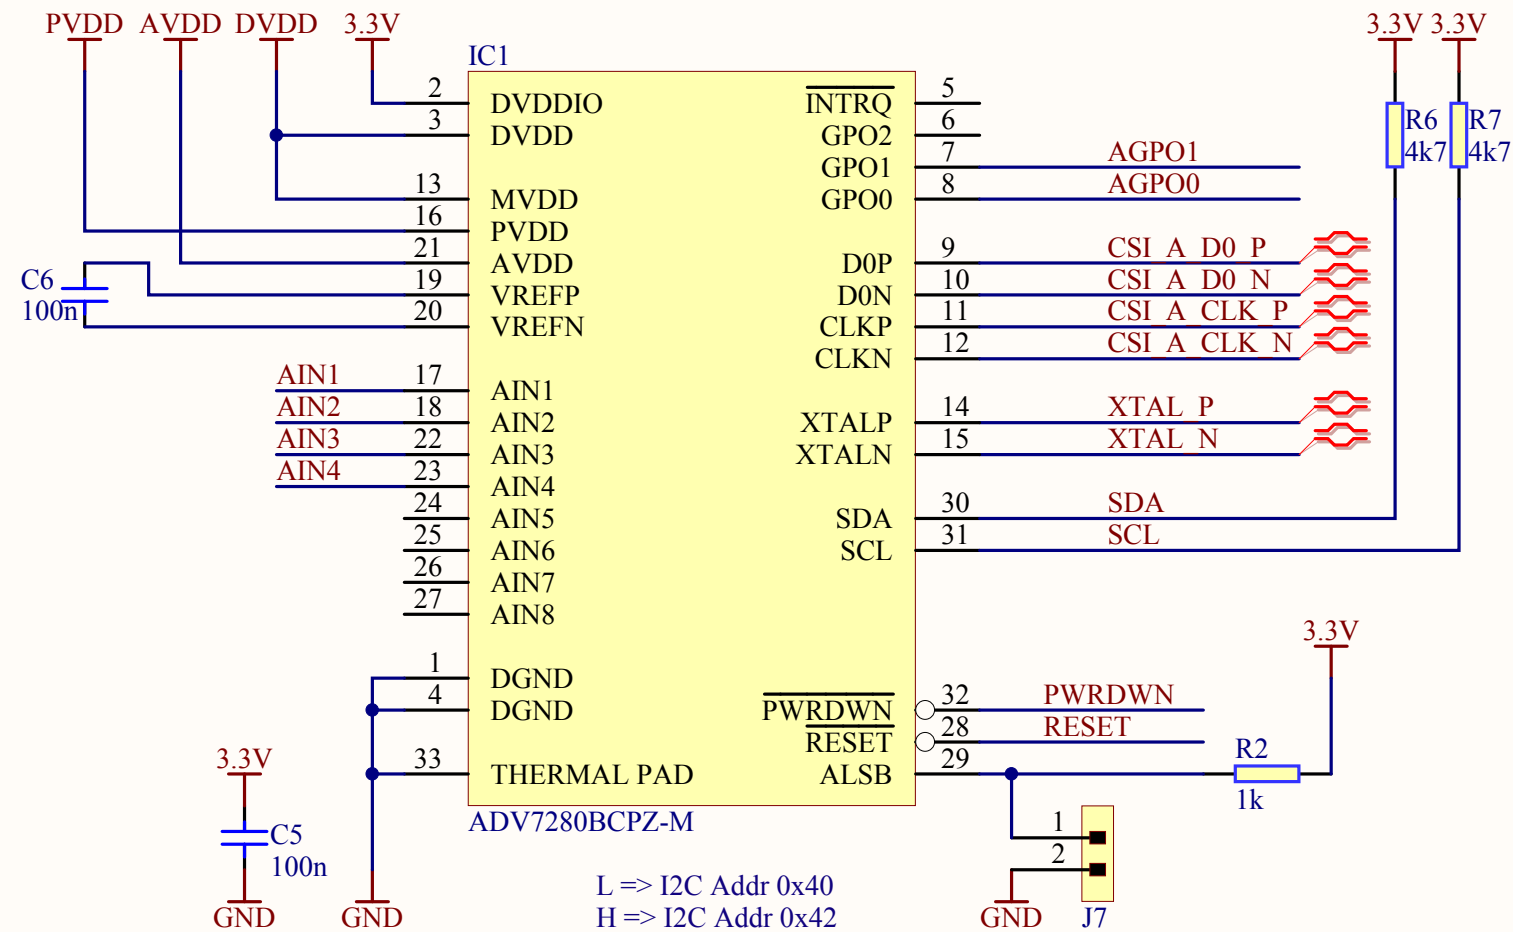 PVDD AVDD DVDD 3.3V 3.3V 3.3V
IC1
2 DVDDIO INTRQ 5
3 DVDD GPO2 6
GPO1 7 AGPO1
13 MVDD GPO0 8 AGPO0
16 PVDD
21 AVDD D0P 9 CSI_A_D0_P
19 VREFP D0N 10 CSI_A_D0_N
20 VREFN CLKP 11 CSI_A_CLK_P
CLKN 12 CSI_A_CLK_N
C6
100n
R6
4k7
R7
4k7
AIN1 17 AIN1
AIN2 18 AIN2 XTALP 14 XTAL_P
AIN3 22 AIN3 XTALN 15 XTAL_N
AIN4 23 AIN4
24 AIN5 SDA 30 SDA
25 AIN6 SCL 31 SCL
26 AIN7
27 AIN8
1 DGND
4 DGND PWRDWN 32 PWRDWN
RESET 28 RESET
33 THERMAL PAD ALSB 29
3.3V
R2
1k
ADV7280BCPZ-M
3.3V
C5
100n
GND
GND
L => I2C Addr 0x40
H => I2C Addr 0x42
1
2
GND
J7